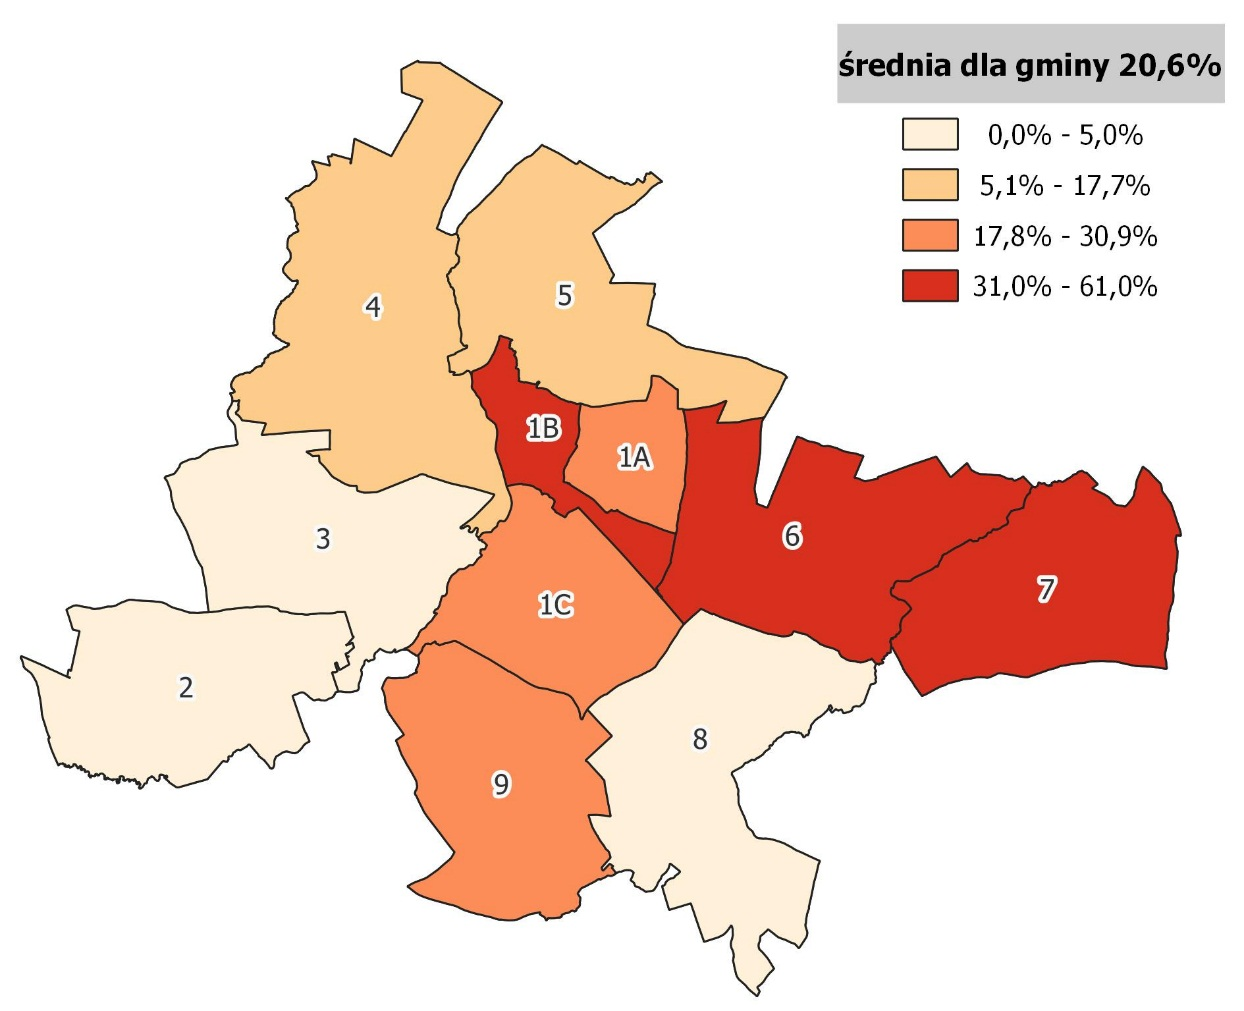 średnia dla gminy 20,6%
0,0% - 5,0%
5,1% - 17,7%
17,8% - 30,9%
31,0% - 61,0%
4
5
1B
1A
3
6
7
1C
2
8
9